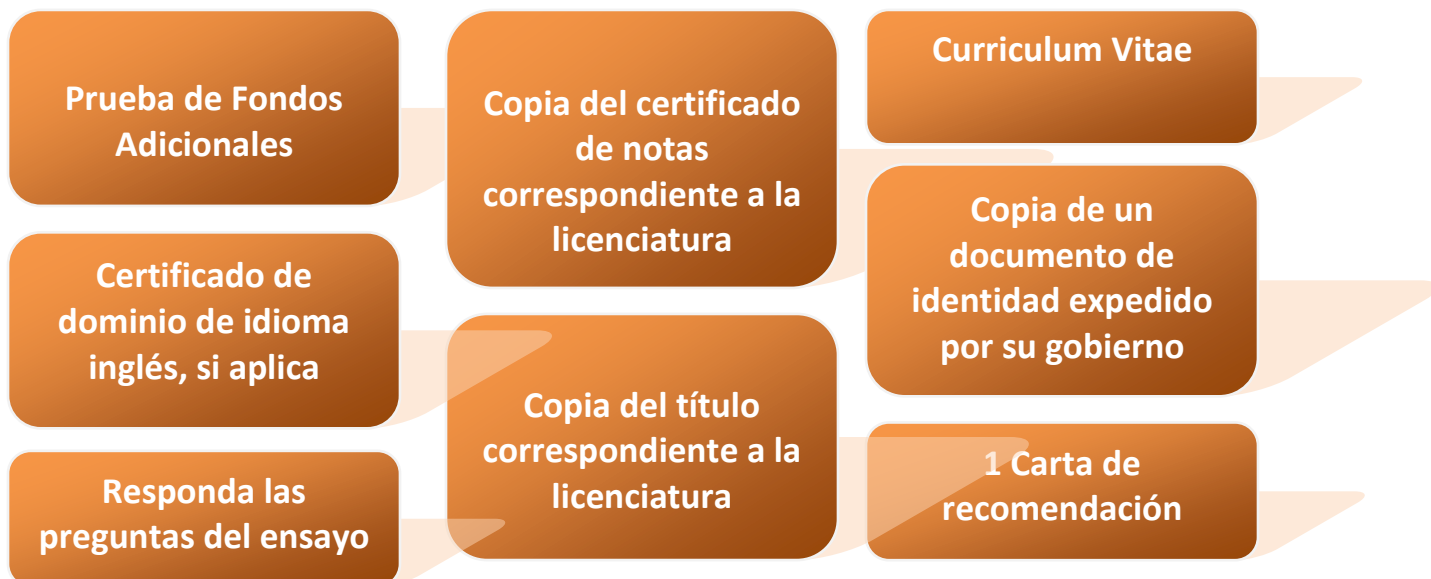 Prueba de Fondos
Adicionales
Certificado de
dominio de idioma
inglés, si aplica
Responda las
preguntas del ensayo
Copia del certificado
de notas
correspondiente a la
licenciatura
Copia del título
correspondiente a la
licenciatura
Curriculum Vitae
Copia de un
documento de
identidad expedido
por su gobierno
1 Carta de
recomendación